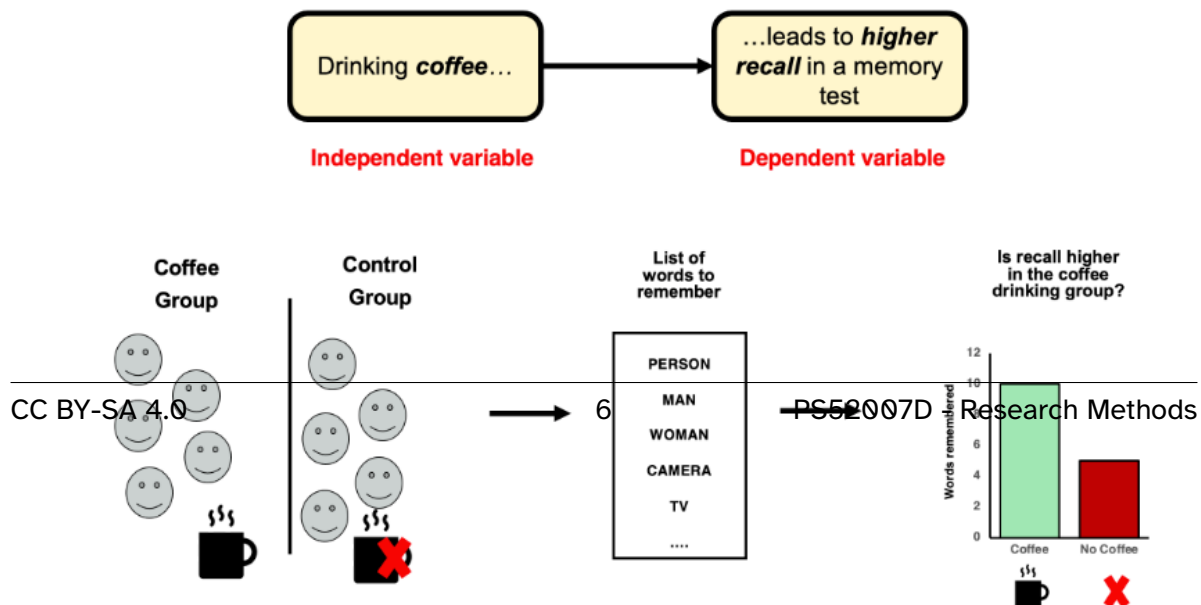 Drinking coffee…
…leads to higher
recall in a memory
test
Independent variable
Dependent variable
Coffee
Group
Control
Group
List of
words to
remember
PERSON
MAN
WOMAN
CAMERA
TV
....
Is recall higher
in the coffee
drinking group?
Words remembered
12
10
8
6
4
2
0
Coffee
No Coffee
CC BY-SA 4.0
6
PS52007D - Research Methods